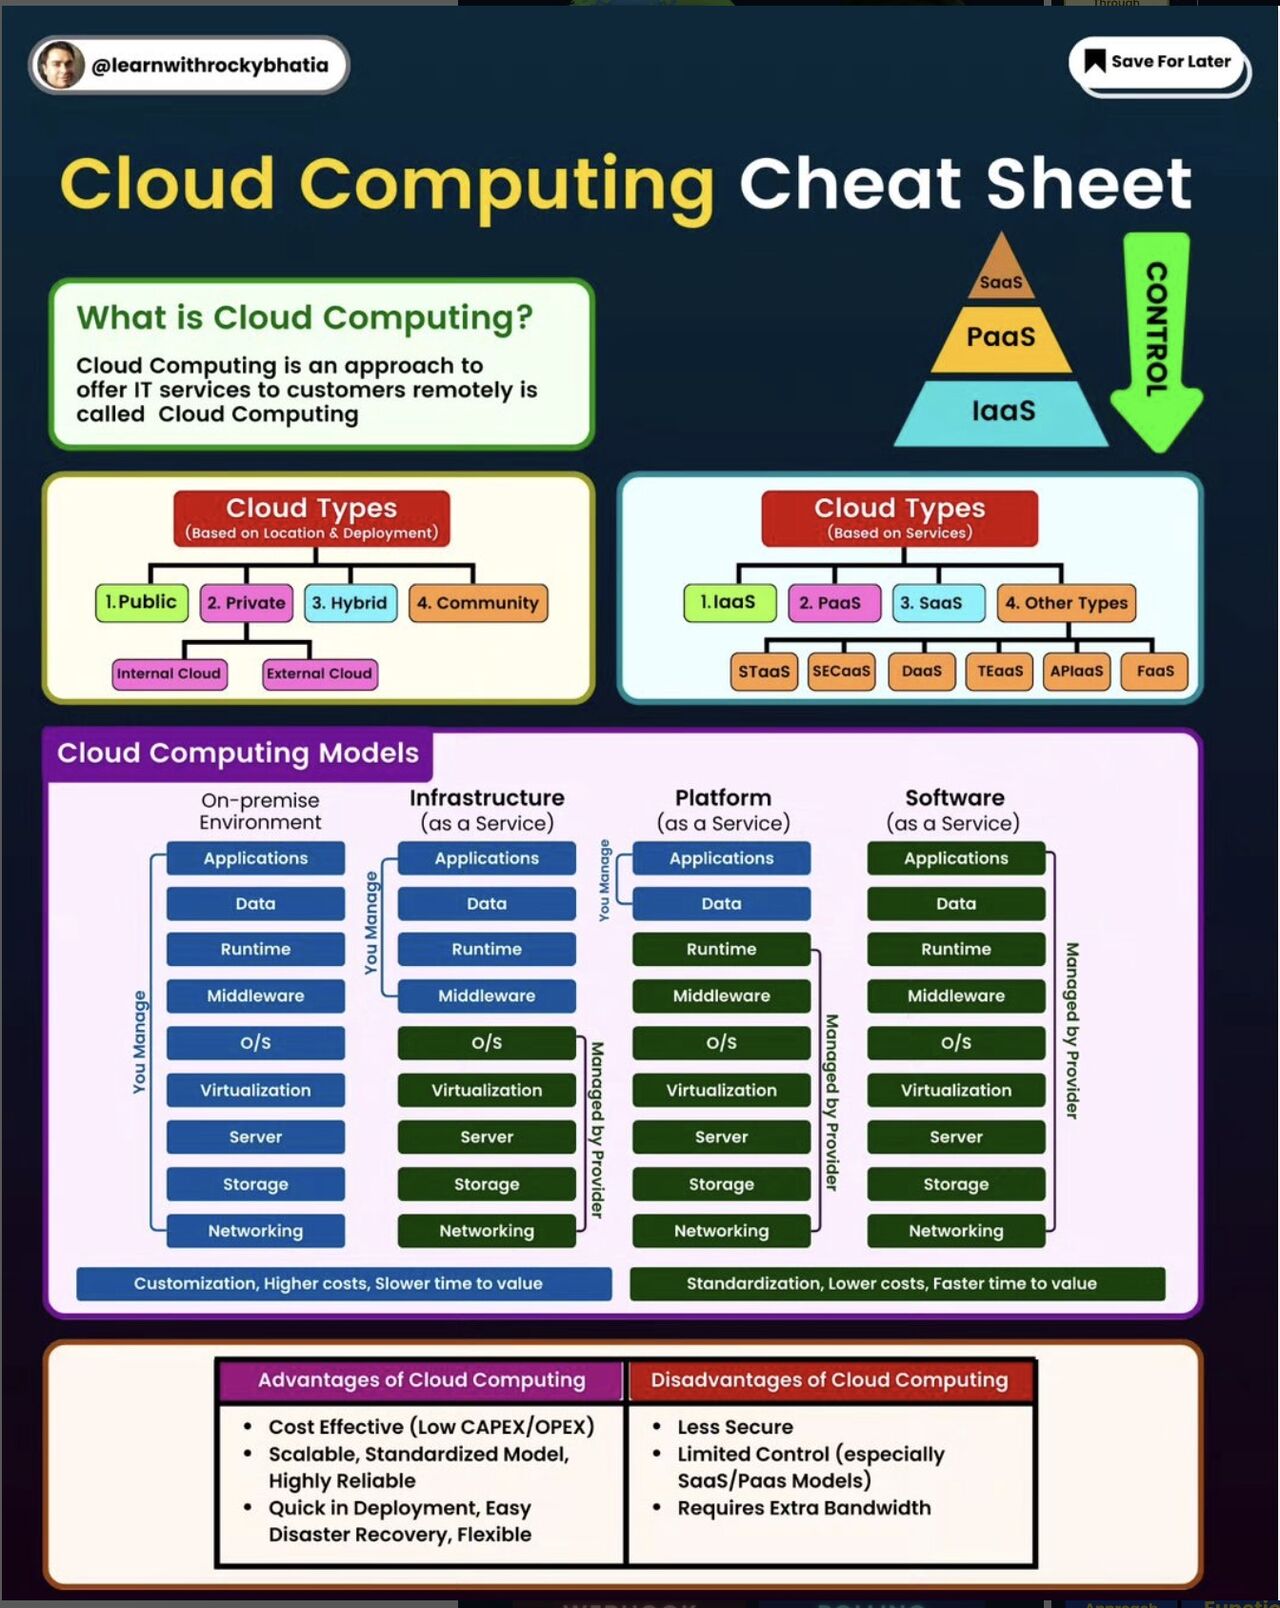 Through
@learnwithrockybhatia
Save For Later
Cloud Computing Cheat Sheet
What is Cloud Computing?
Cloud Computing is an approach to
offer IT services to customers remotely is
called Cloud Computing
SaaS
PaaS
IaaS
CONTROL
Cloud Types
(Based on Location & Deployment)
1.Public
2. Private
3. Hybrid
4. Community
Internal Cloud
External Cloud
Cloud Types
(Based on Services)
1.IaaS
2. PaaS
3. SaaS
4. Other Types
STaaS
SECaaS
DaaS
TEaaS
APIaaS
FaaS
Cloud Computing Models
On-premise
Environment
You Manage
Applications
Data
Runtime
Middleware
O/S
Virtualization
Server
Storage
Networking
Infrastructure
(as a Service)
You Manage
Applications
Data
Runtime
Middleware
O/S
Virtualization
Server
Storage
Networking
Managed by Provider
Platform
(as a Service)
You Manage
Applications
Data
Runtime
Middleware
O/S
Virtualization
Server
Storage
Networking
Managed by Provider
Software
(as a Service)
Applications
Data
Runtime
Middleware
O/S
Virtualization
Server
Storage
Networking
Managed by Provider
Customization, Higher costs, Slower time to value
Standardization, Lower costs, Faster time to value
Advantages of Cloud Computing
• Cost Effective (Low CAPEX/OPEX)
• Scalable, Standardized Model,
Highly Reliable
• Quick in Deployment, Easy
Disaster Recovery, Flexible
Disadvantages of Cloud Computing
• Less Secure
• Limited Control (especially
SaaS/Paas Models)
• Requires Extra Bandwidth